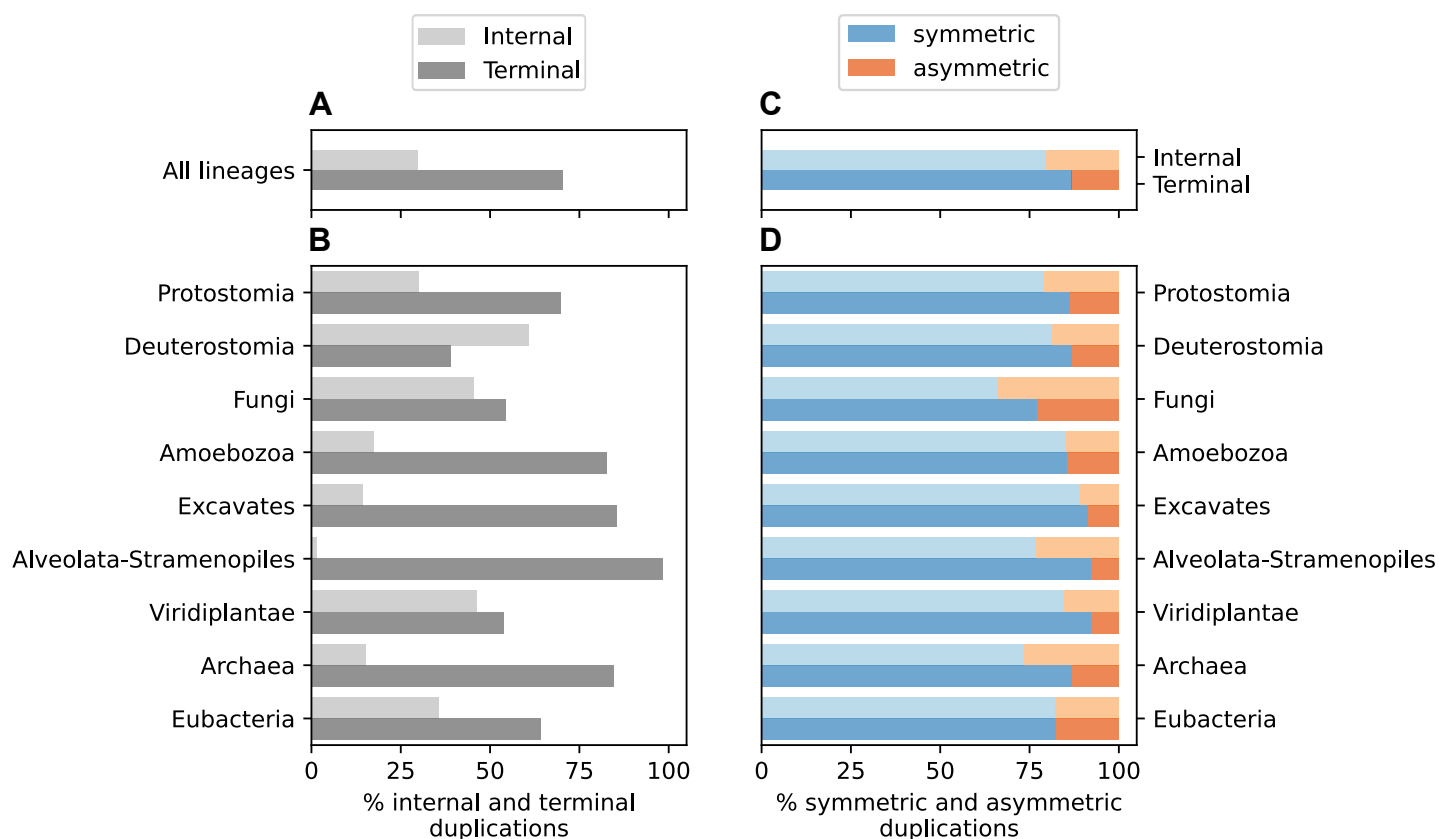 Internal
Terminal
symmetric
asymmetric
A
All lineages
C
Internal
Terminal
B
Protostomia
Deuterostomia
Fungi
Amoebozoa
Excavates
Alveolata-Stramenopiles
Viridiplantae
Archaea
Eubacteria
0 25 50 75 100
% internal and terminal
duplications
D
Protostomia
Deuterostomia
Fungi
Amoebozoa
Excavates
Alveolata-Stramenopiles
Viridiplantae
Archaea
Eubacteria
0 25 50 75 100
% symmetric and asymmetric
duplications